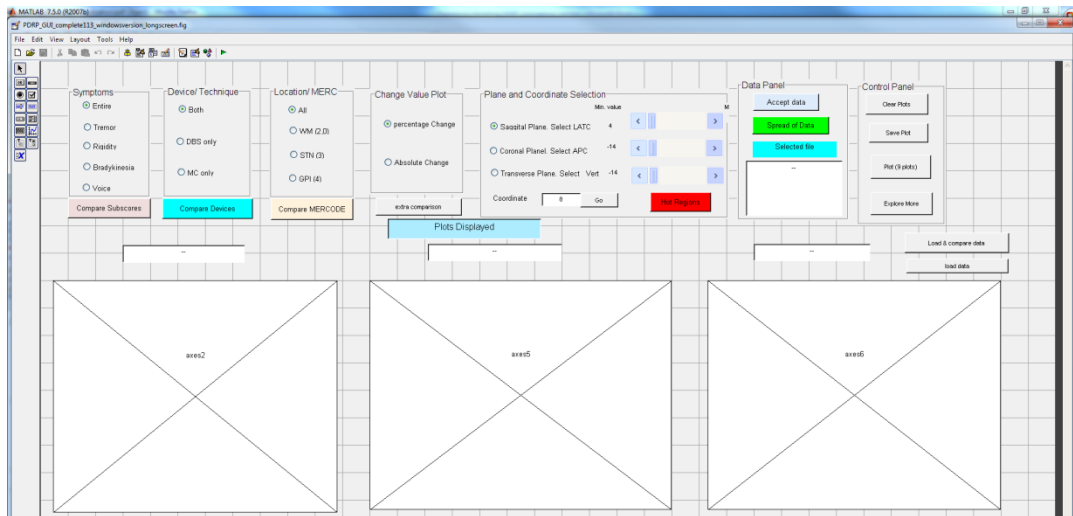 MATLAB 7.5.0 (R2007b)
PDRP_GUI_complete113_windowsversion_longscreen.fig
File Edit View Layout Tools Help
Symptoms
Entire
Tremor
Rigidity
Bradykinesia
Voice
Compare Subscores
Device/ Technique
Both
DBS only
MC only
Compare Devices
Location/ MERC
All
WM (2,0)
STN (3)
GPI (4)
Compare MERCODE
Change Value Plot
percentage Change
Absolute Change
extra comparison
Plane and Coordinate Selection
Min. value
M
Saggital Plane. Select LATC 4
Coronal Planel. Select APC -14
Transverse Plane. Select Vert -14
Coordinate 8 Go
Hot Regions
Data Panel
Accept data
Spread of Data
Selected file
--
Control Panel
Clear Plots
Save Plot
Plot (9 plots)
Explore More
Plots Displayed
Load & compare data
load data
-- -- --
axes2 axes5 axes6